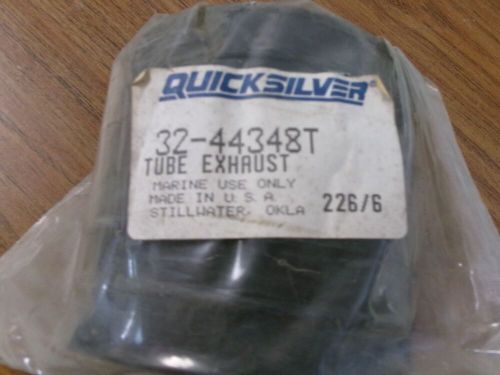 QUICKSILVER
32-44348T
TUBE EXHAUST
MARINE USE ONLY
MADE IN U.S.A.
STILLWATER, OKLA 226/6